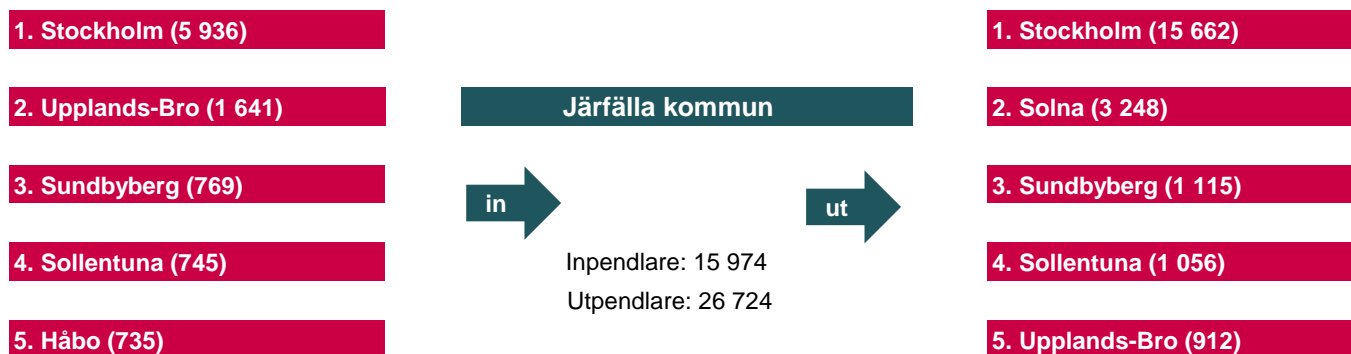 1. Stockholm (5 936)
2. Upplands-Bro (1 641)
3. Sundbyberg (769)
4. Sollentuna (745)
5. Håbo (735)
Järfälla kommun
in
ut
Inpendlare: 15 974
Utpendlare: 26 724
1. Stockholm (15 662)
2. Solna (3 248)
3. Sundbyberg (1 115)
4. Sollentuna (1 056)
5. Upplands-Bro (912)